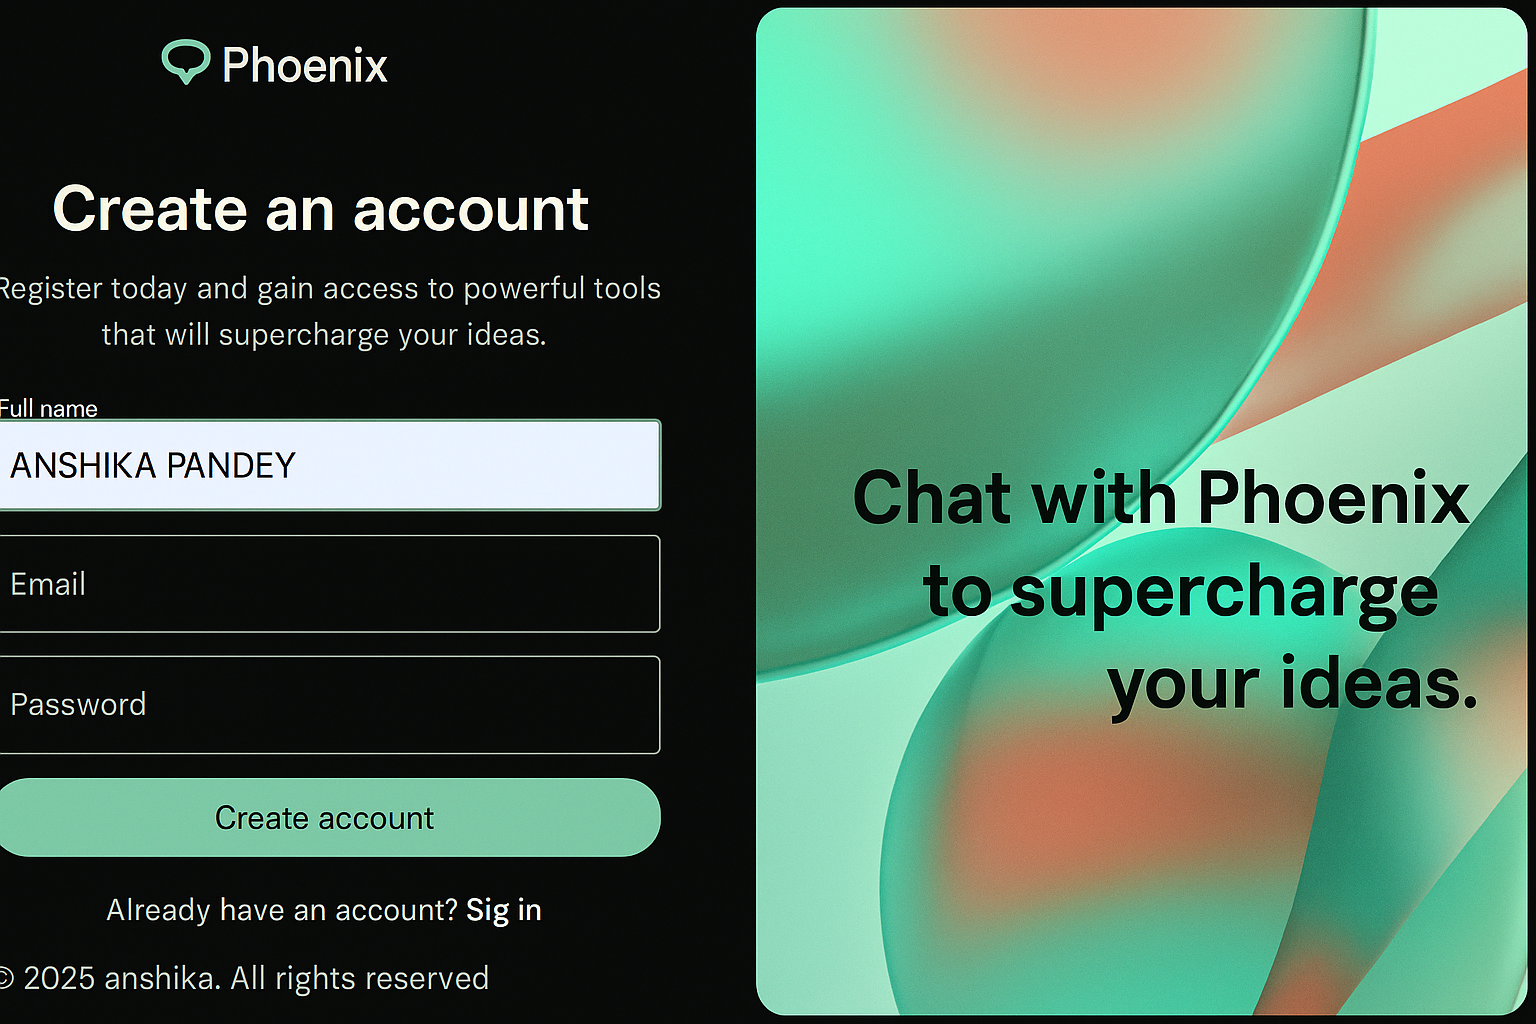 Phoenix
Create an account
Register today and gain access to powerful tools
that will supercharge your ideas.
Full name
ANSHIKA PANDEY
Email
Password
Create account
Already have an account? Sig in
© 2025 anshika. All rights reserved
Chat with Phoenix
to supercharge
your ideas.